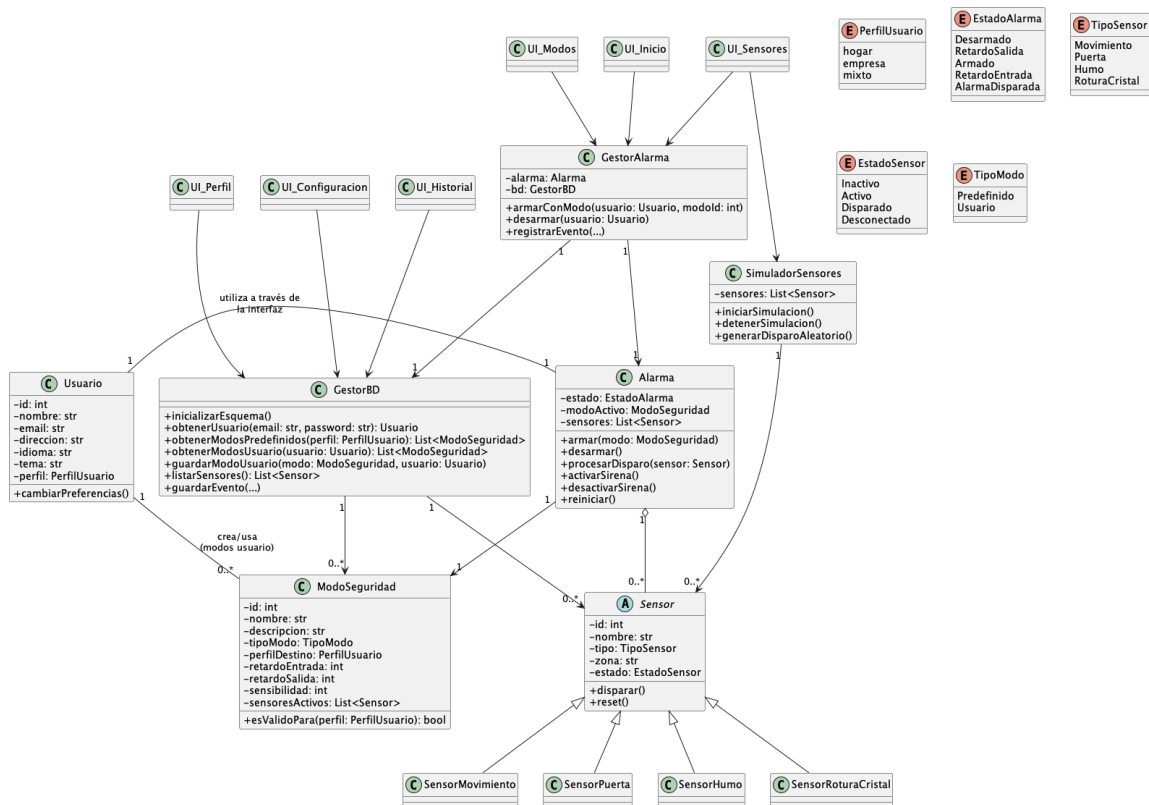 C UI_Modos
C UI_Inicio
C UI_Sensores
E PerfilUsuario
hogar
empresa
mixto
E EstadoAlarma
Desarmado
RetardoSalida
Armado
RetardoEntrada
AlarmaDisparada
E TipoSensor
Movimiento
Puerta
Humo
RoturaCristal
E EstadoSensor
Inactivo
Activo
Disparado
Desconectado
E TipoModo
Predefinido
Usuario
C UI_Perfil
C UI_Configuracion
C UI_Historial
C GestorAlarma
-alarma: Alarma
-bd: GestorBD
+armarConModo(usuario: Usuario, modoId: int)
+desarmar(usuario: Usuario)
+registrarEvento(...)
1
1
C SimuladorSensores
-sensores: List<Sensor>
+iniciarSimulacion()
+detenerSimulacion()
+generarDisparoAleatorio()
1
utiliza a través de
la interfaz
1
1
1
1
C Usuario
-id: int
-nombre: str
-email: str
-direccion: str
-idioma: str
-tema: str
-perfil: PerfilUsuario
+cambiarPreferencias()
1
C GestorBD
+inicializarEsquema()
+obtenerUsuario(email: str, password: str): Usuario
+obtenerModosPredefinidos(perfil: PerfilUsuario): List<ModoSeguridad>
+obtenerModosUsuario(usuario: Usuario): List<ModoSeguridad>
+guardarModoUsuario(modo: ModoSeguridad, usuario: Usuario)
+listarSensores(): List<Sensor>
+guardarEvento(...)
1
1
C Alarma
-estado: EstadoAlarma
-modoActivo: ModoSeguridad
-sensores: List<Sensor>
+armar(modo: ModoSeguridad)
+desarmar()
+procesarDisparo(sensor: Sensor)
+activarSirena()
+desactivarSirena()
+reiniciar()
1
1
crea/usa
(modos usuario)
0..*
0..*
1
0..*
0..*
0..*
C ModoSeguridad
-id: int
-nombre: str
-descripcion: str
-tipoModo: TipoModo
-perfilDestino: PerfilUsuario
-retardoEntrada: int
-retardoSalida: int
-sensibilidad: int
-sensoresActivos: List<Sensor>
+esValidoPara(perfil: PerfilUsuario): bool
A Sensor
-id: int
-nombre: str
-tipo: TipoSensor
-zona: str
-estado: EstadoSensor
+disparar()
+reset()
C SensorMovimiento
C SensorPuerta
C SensorHumo
C SensorRoturaCristal